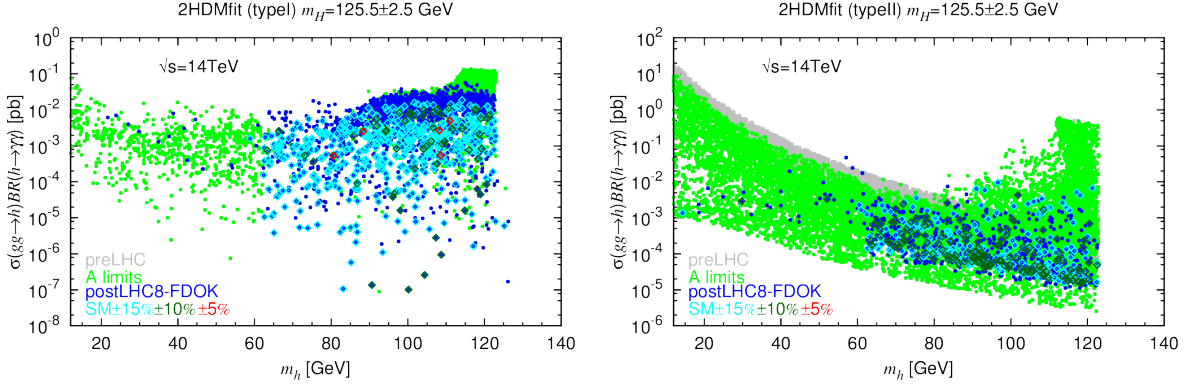 2HDMfit (typeI) m_H=125.5±2.5 GeV
√s=14TeV
σ(gg→h)BR(h→γγ) [pb]
10^0
10^-1
10^-2
10^-3
10^-4
10^-5
10^-6
10^-7
10^-8
preLHC
A limits
postLHC8-FDOK
SM±15%±10%±5%
20 40 60 80 100 120 140
m_h [GeV]
2HDMfit (typeII) m_H=125.5±2.5 GeV
√s=14TeV
σ(gg→h)BR(h→γγ) [pb]
10^2
10^1
10^0
10^-1
10^-2
10^-3
10^-4
10^-5
10^-6
preLHC
A limits
postLHC8-FDOK
SM±15%±10%±5%
20 40 60 80 100 120 140
m_h [GeV]